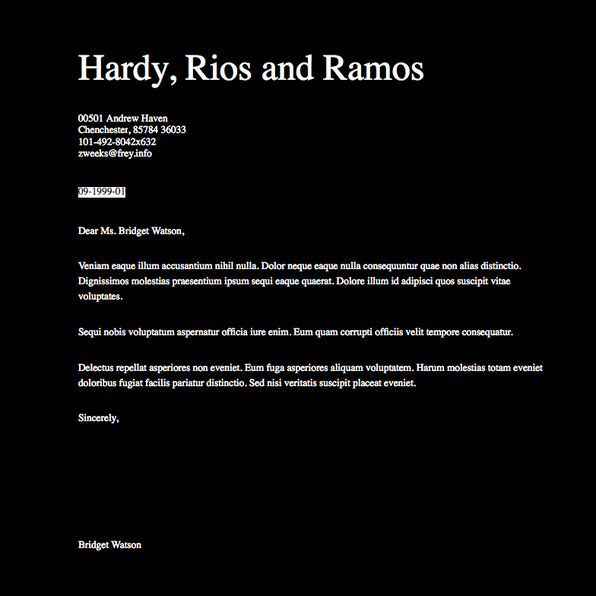 Hardy, Rios and Ramos
00501 Andrew Haven
Chenchester, 85784 36033
101-492-8042x632
zweeks@frey.info
09-1999-01
Dear Ms. Bridget Watson,
Veniam eaque illum accusantium nihil nulla. Dolor neque eaque nulla consequuntur quae non alias distinctio.
Dignissimos molestias praesentium ipsum sequi eaque quaerat. Dolore illum id adipisci quos suscipit vitae
voluptates.
Sequi nobis voluptatum aspernatur officia iure enim. Eum quam corrupti officiis velit tempore consequatur.
Delectus repellat asperiores non eveniet. Eum fuga asperiores aliquam voluptatem. Harum molestias totam eveniet
doloribus fugiat facilis pariatur distinctio. Sed nisi veritatis suscipit placeat eveniet.
Sincerely,
Bridget Watson